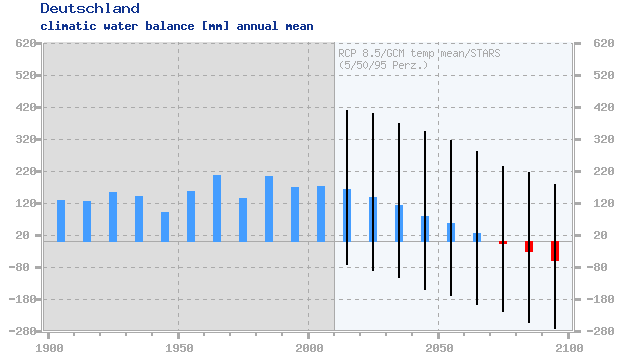 Deutschland
climatic water balance [mm] annual mean
RCP 8.5/GCM temp mean/STARS
(5/50/95 Perz.)
620 620
520 520
420 420
320 320
220 220
120 120
20 20
-80 -80
-180 -180
-280 -280
1900 1950 2000 2050 2100